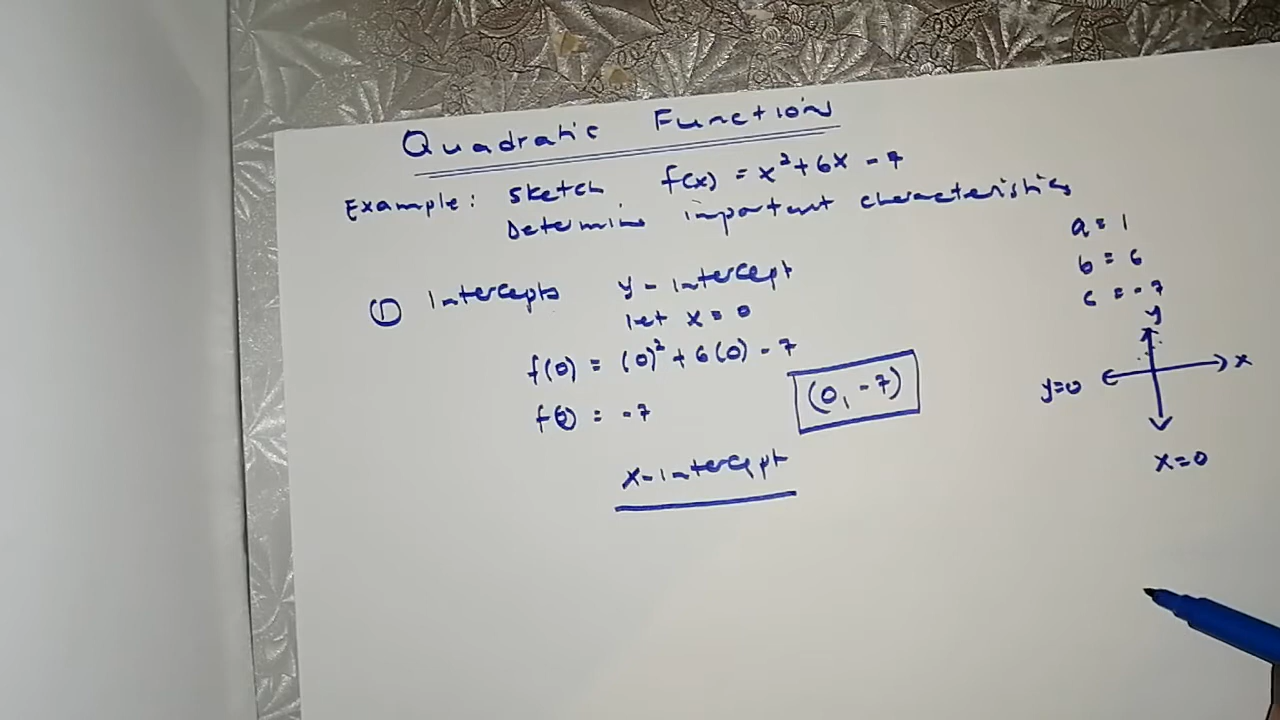 Quadratic Functions
Example: Sketch f(x) = x² + 6x - 7
Determine important characteristics
a = 1
b = 6
c = -7
① Intercepts y-intercept
let x = 0
f(0) = (0)² + 6(0) - 7
f(0) = -7
(0, -7)
x-intercept
y
x
y=0
x=0